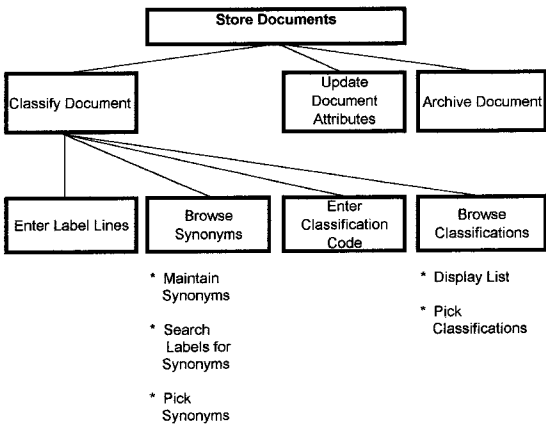 Store Documents
Classify Document
Update
Document
Attributes
Archive Document
Enter Label Lines
Browse
Synonyms
Enter
Classification
Code
Browse
Classifications
* Maintain
Synonyms
* Search
Labels for
Synonyms
* Pick
Synonyms
* Display List
* Pick
Classifications